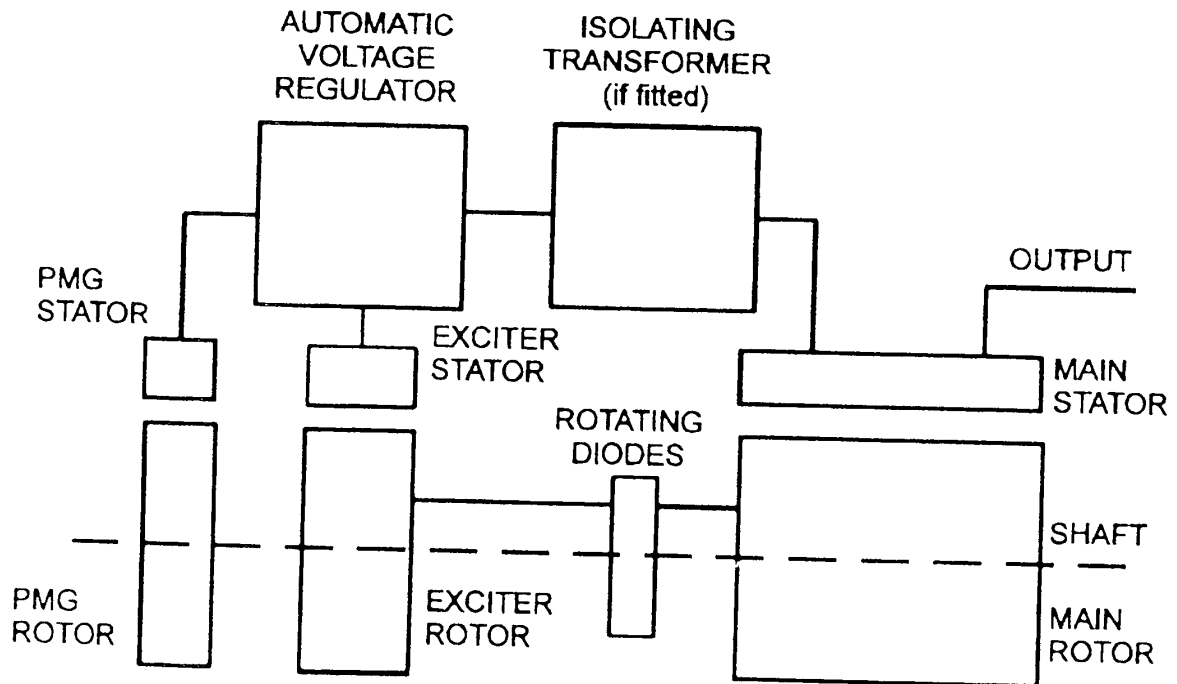 AUTOMATIC
VOLTAGE
REGULATOR
ISOLATING
TRANSFORMER
(if fitted)
PMG
STATOR
EXCITER
STATOR
OUTPUT
MAIN
STATOR
ROTATING
DIODES
SHAFT
PMG
ROTOR
EXCITER
ROTOR
MAIN
ROTOR